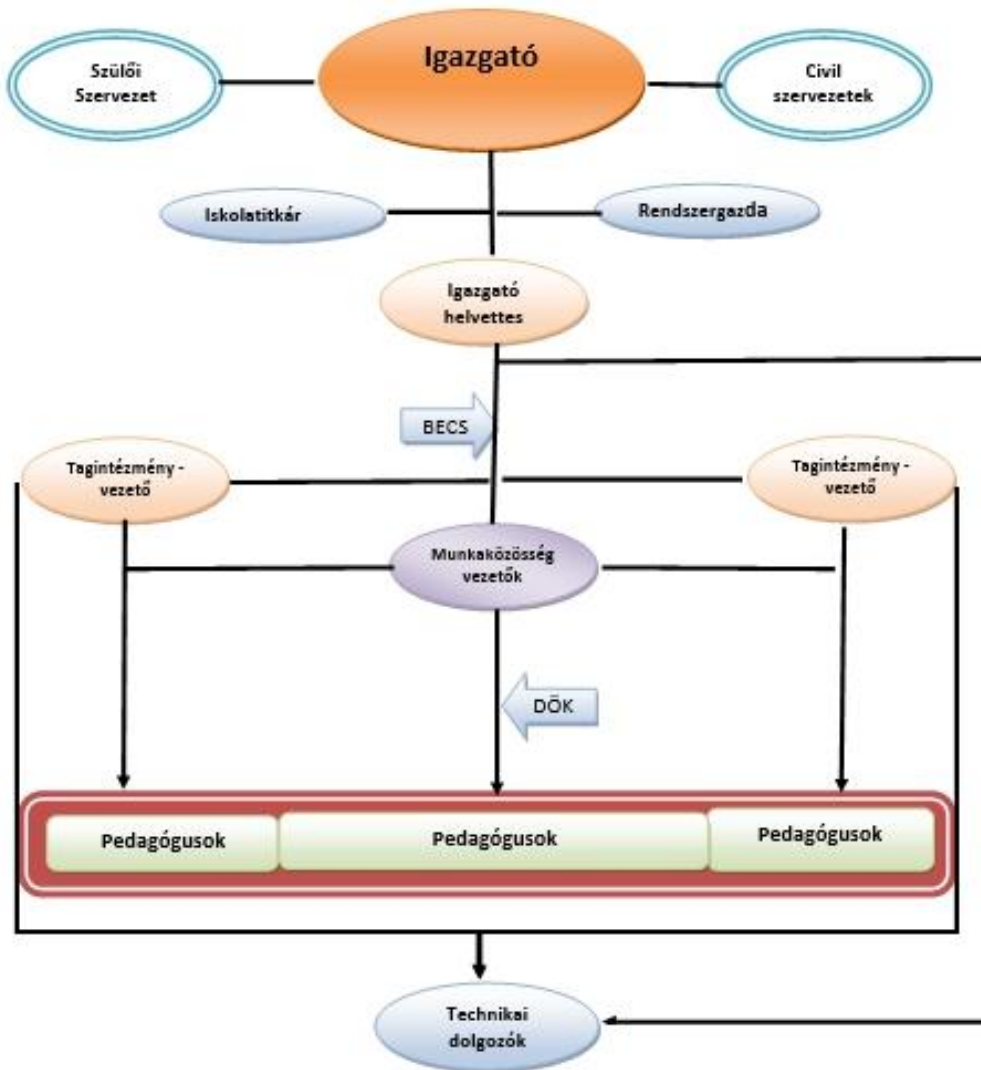 Igazgató
Szülői
Szervezet
Civil
szervezetek
Iskolatitkár
Rendszergazda
Igazgató
helvettes
BECS
Tagintézmény -
vezető
Tagintézmény -
vezető
Munkaközösség
vezetők
DÖK
Pedagógusok
Pedagógusok
Pedagógusok
Technikai
dolgozók